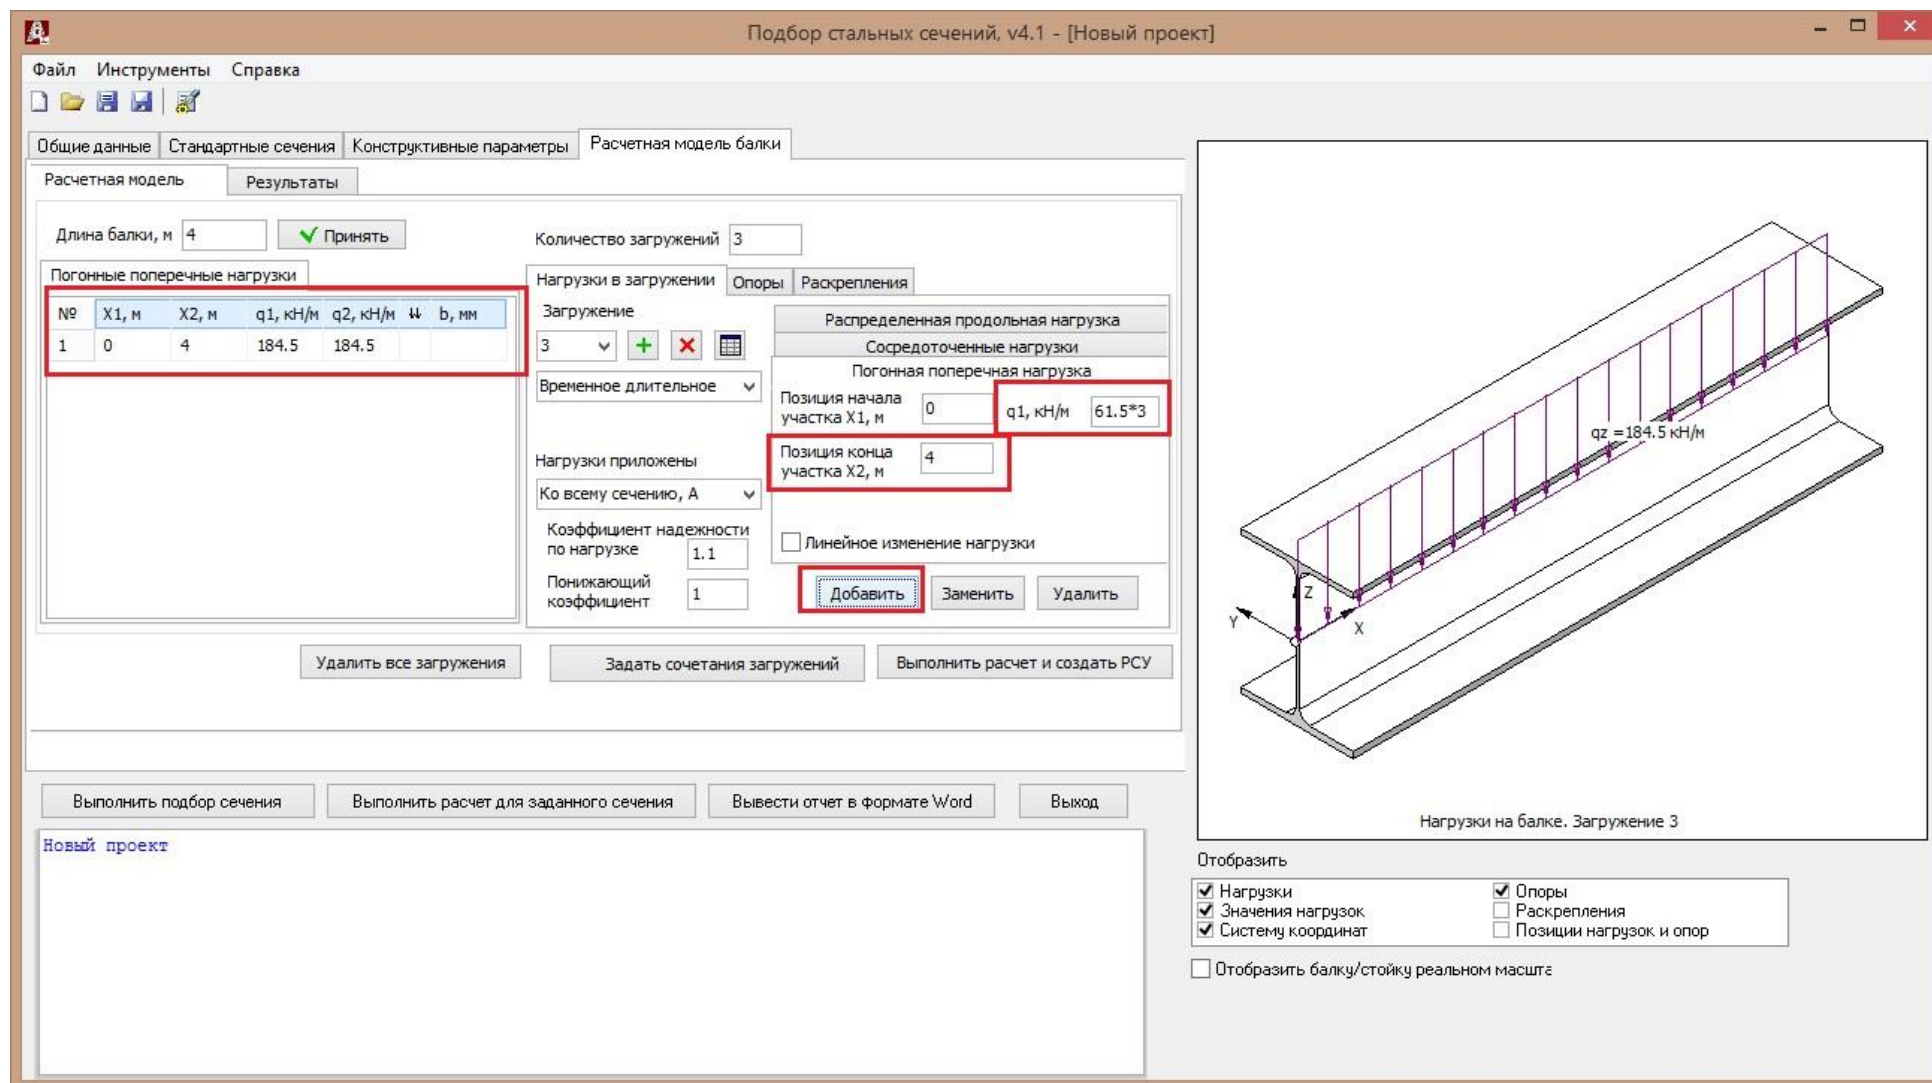 Подбор стальных сечений, v4.1 - [Новый проект]
Файл Инструменты Справка
Общие данные Стандартные сечения Конструктивные параметры Расчетная модель балки
Расчетная модель Результаты
Длина балки, м 4 Принять
Количество загружений 3
Погонные поперечные нагрузки
№ X1, м X2, м q1, кН/м q2, кН/м b, мм
1 0 4 184.5 184.5
Нагрузки в загружении Опоры Раскрепления
Загружение
3
Временное длительное
Нагрузки приложены
Ко всему сечению, А
Коэффициент надежности
по нагрузке 1.1
Понижающий
коэффициент 1
Распределенная продольная нагрузка
Сосредоточенные нагрузки
Погонная поперечная нагрузка
Позиция начала
участка X1, м 0 q1, кН/м 61.5*3
Позиция конца
участка X2, м 4
Линейное изменение нагрузки
Добавить Заменить Удалить
Удалить все загружения Задать сочетания загружений Выполнить расчет и создать РСУ
Выполнить подбор сечения Выполнить расчет для заданного сечения Вывести отчет в формате Word Выход
Новый проект
qz =184.5 кН/м
Z
Y
X
Нагрузки на балке. Загружение 3
Отобразить
Нагрузки Опоры
Значения нагрузок Раскрепления
Систему координат Позиции нагрузок и опор
Отобразить балку/стойку реальном масшта